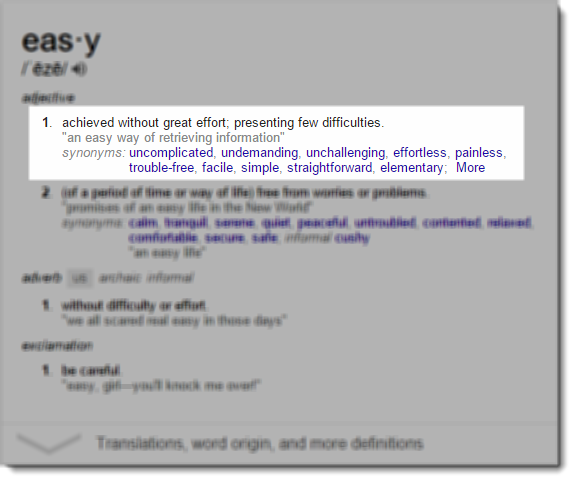 eas·y
/ˈēzē/
adjective
1. achieved without great effort; presenting few difficulties.
"an easy way of retrieving information"
synonyms: uncomplicated, undemanding, unchallenging, effortless, painless,
trouble-free, facile, simple, straightforward, elementary; More
2. (of a period of time or way of life) free from worries or problems.
"promises of an easy life in the New World"
synonyms: calm, tranquil, serene, quiet, peaceful, untroubled, contented, relaxed,
comfortable, secure, safe; informal cushy
"an easy life"
adverb US archaic informal
1. without difficulty or effort.
"we all scared real easy in those days"
exclamation
1. be careful.
"easy, girl—you'll knock me over!"
Translations, word origin, and more definitions